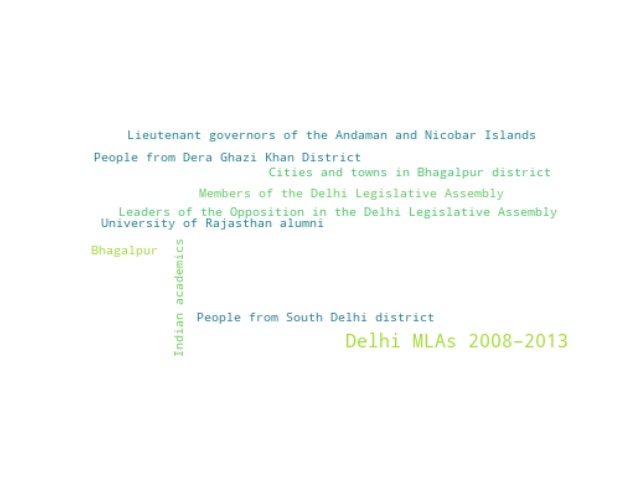 Lieutenant governors of the Andaman and Nicobar Islands
People from Dera Ghazi Khan District
Cities and towns in Bhagalpur district
Members of the Delhi Legislative Assembly
Leaders of the Opposition in the Delhi Legislative Assembly
University of Rajasthan alumni
Bhagalpur
Indian academics
People from South Delhi district
Delhi MLAs 2008–2013